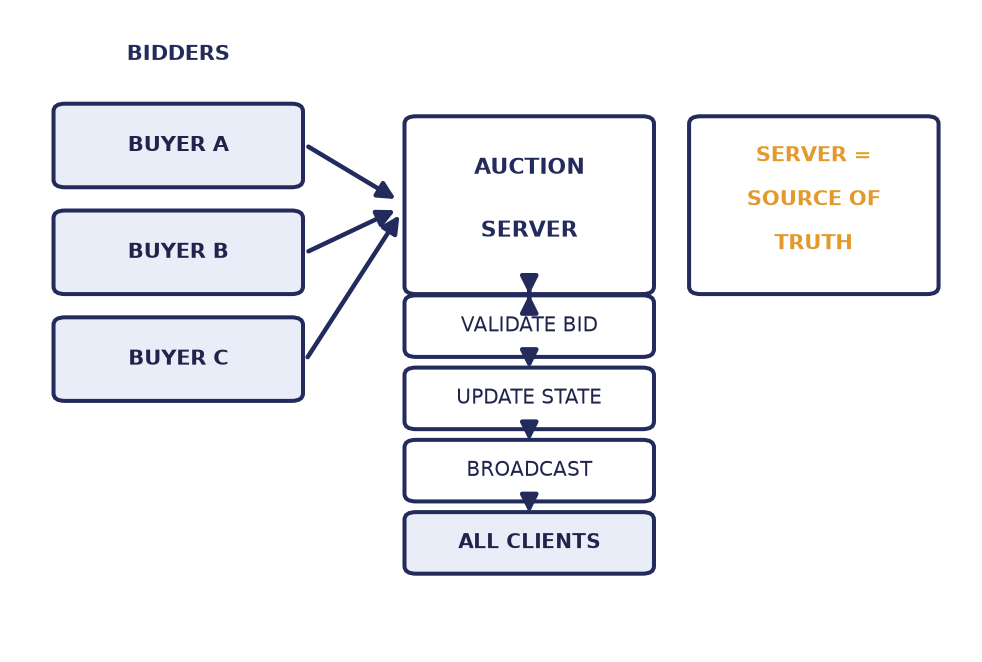 BIDDERS
BUYER A
BUYER B
BUYER C
AUCTION
SERVER
VALIDATE BID
UPDATE STATE
BROADCAST
ALL CLIENTS
SERVER =
SOURCE OF
TRUTH